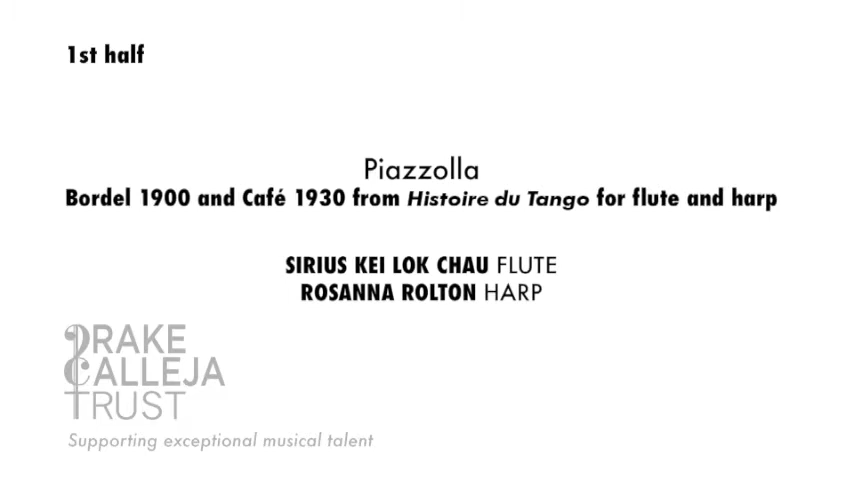 1st half
Piazzolla
Bordel 1900 and Café 1930 from Histoire du Tango for flute and harp
SIRIUS KEI LOK CHAU FLUTE
ROSANNA ROLTON HARP
DRAKE
CALLEJA
TRUST
Supporting exceptional musical talent